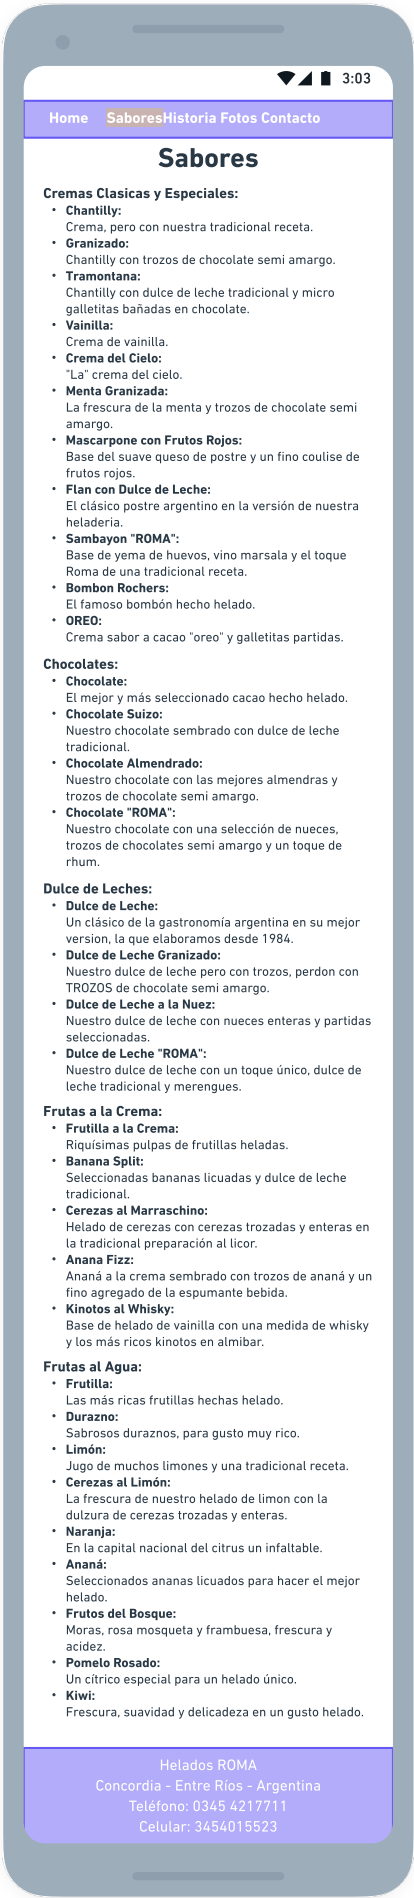 3:03
Home Sabores Historia Fotos Contacto
Sabores
Cremas Clasicas y Especiales:
• Chantilly:
Crema, pero con nuestra tradicional receta.
• Granizado:
Chantilly con trozos de chocolate semi amargo.
• Tramontana:
Chantilly con dulce de leche tradicional y micro
galletitas bañadas en chocolate.
• Vainilla:
Crema de vainilla.
• Crema del Cielo:
"La" crema del cielo.
• Menta Granizada:
La frescura de la menta y trozos de chocolate semi
amargo.
• Mascarpone con Frutos Rojos:
Base del suave queso de postre y un fino coulise de
frutos rojos.
• Flan con Dulce de Leche:
El clásico postre argentino en la versión de nuestra
heladeria.
• Sambayon "ROMA":
Base de yema de huevos, vino marsala y el toque
Roma de una tradicional receta.
• Bombon Rochers:
El famoso bombón hecho helado.
• OREO:
Crema sabor a cacao "oreo" y galletitas partidas.
Chocolates:
• Chocolate:
El mejor y más seleccionado cacao hecho helado.
• Chocolate Suizo:
Nuestro chocolate sembrado con dulce de leche
tradicional.
• Chocolate Almendrado:
Nuestro chocolate con las mejores almendras y
trozos de chocolate semi amargo.
• Chocolate "ROMA":
Nuestro chocolate con una selección de nueces,
trozos de chocolates semi amargo y un toque de
rhum.
Dulce de Leches:
• Dulce de Leche:
Un clásico de la gastronomía argentina en su mejor
version, la que elaboramos desde 1984.
• Dulce de Leche Granizado:
Nuestro dulce de leche pero con trozos, perdon con
TROZOS de chocolate semi amargo.
• Dulce de Leche a la Nuez:
Nuestro dulce de leche con nueces enteras y partidas
seleccionadas.
• Dulce de Leche "ROMA":
Nuestro dulce de leche con un toque único, dulce de
leche tradicional y merengues.
Frutas a la Crema:
• Frutilla a la Crema:
Riquísimas pulpas de frutillas heladas.
• Banana Split:
Seleccionadas bananas licuadas y dulce de leche
tradicional.
• Cerezas al Marraschino:
Helado de cerezas con cerezas trozadas y enteras en
la tradicional preparación al licor.
• Anana Fizz:
Ananá a la crema sembrado con trozos de ananá y un
fino agregado de la espumante bebida.
• Kinotos al Whisky:
Base de helado de vainilla con una medida de whisky
y los más ricos kinotos en almibar.
Frutas al Agua:
• Frutilla:
Las más ricas frutillas hechas helado.
• Durazno:
Sabrosos duraznos, para gusto muy rico.
• Limón:
Jugo de muchos limones y una tradicional receta.
• Cerezas al Limón:
La frescura de nuestro helado de limon con la
dulzura de cerezas trozadas y enteras.
• Naranja:
En la capital nacional del citrus un infaltable.
• Ananá:
Seleccionados ananas licuados para hacer el mejor
helado.
• Frutos del Bosque:
Moras, rosa mosqueta y frambuesa, frescura y
acidez.
• Pomelo Rosado:
Un cítrico especial para un helado único.
• Kiwi:
Frescura, suavidad y delicadeza en un gusto helado.
Helados ROMA
Concordia - Entre Ríos - Argentina
Teléfono: 0345 4217711
Celular: 3454015523